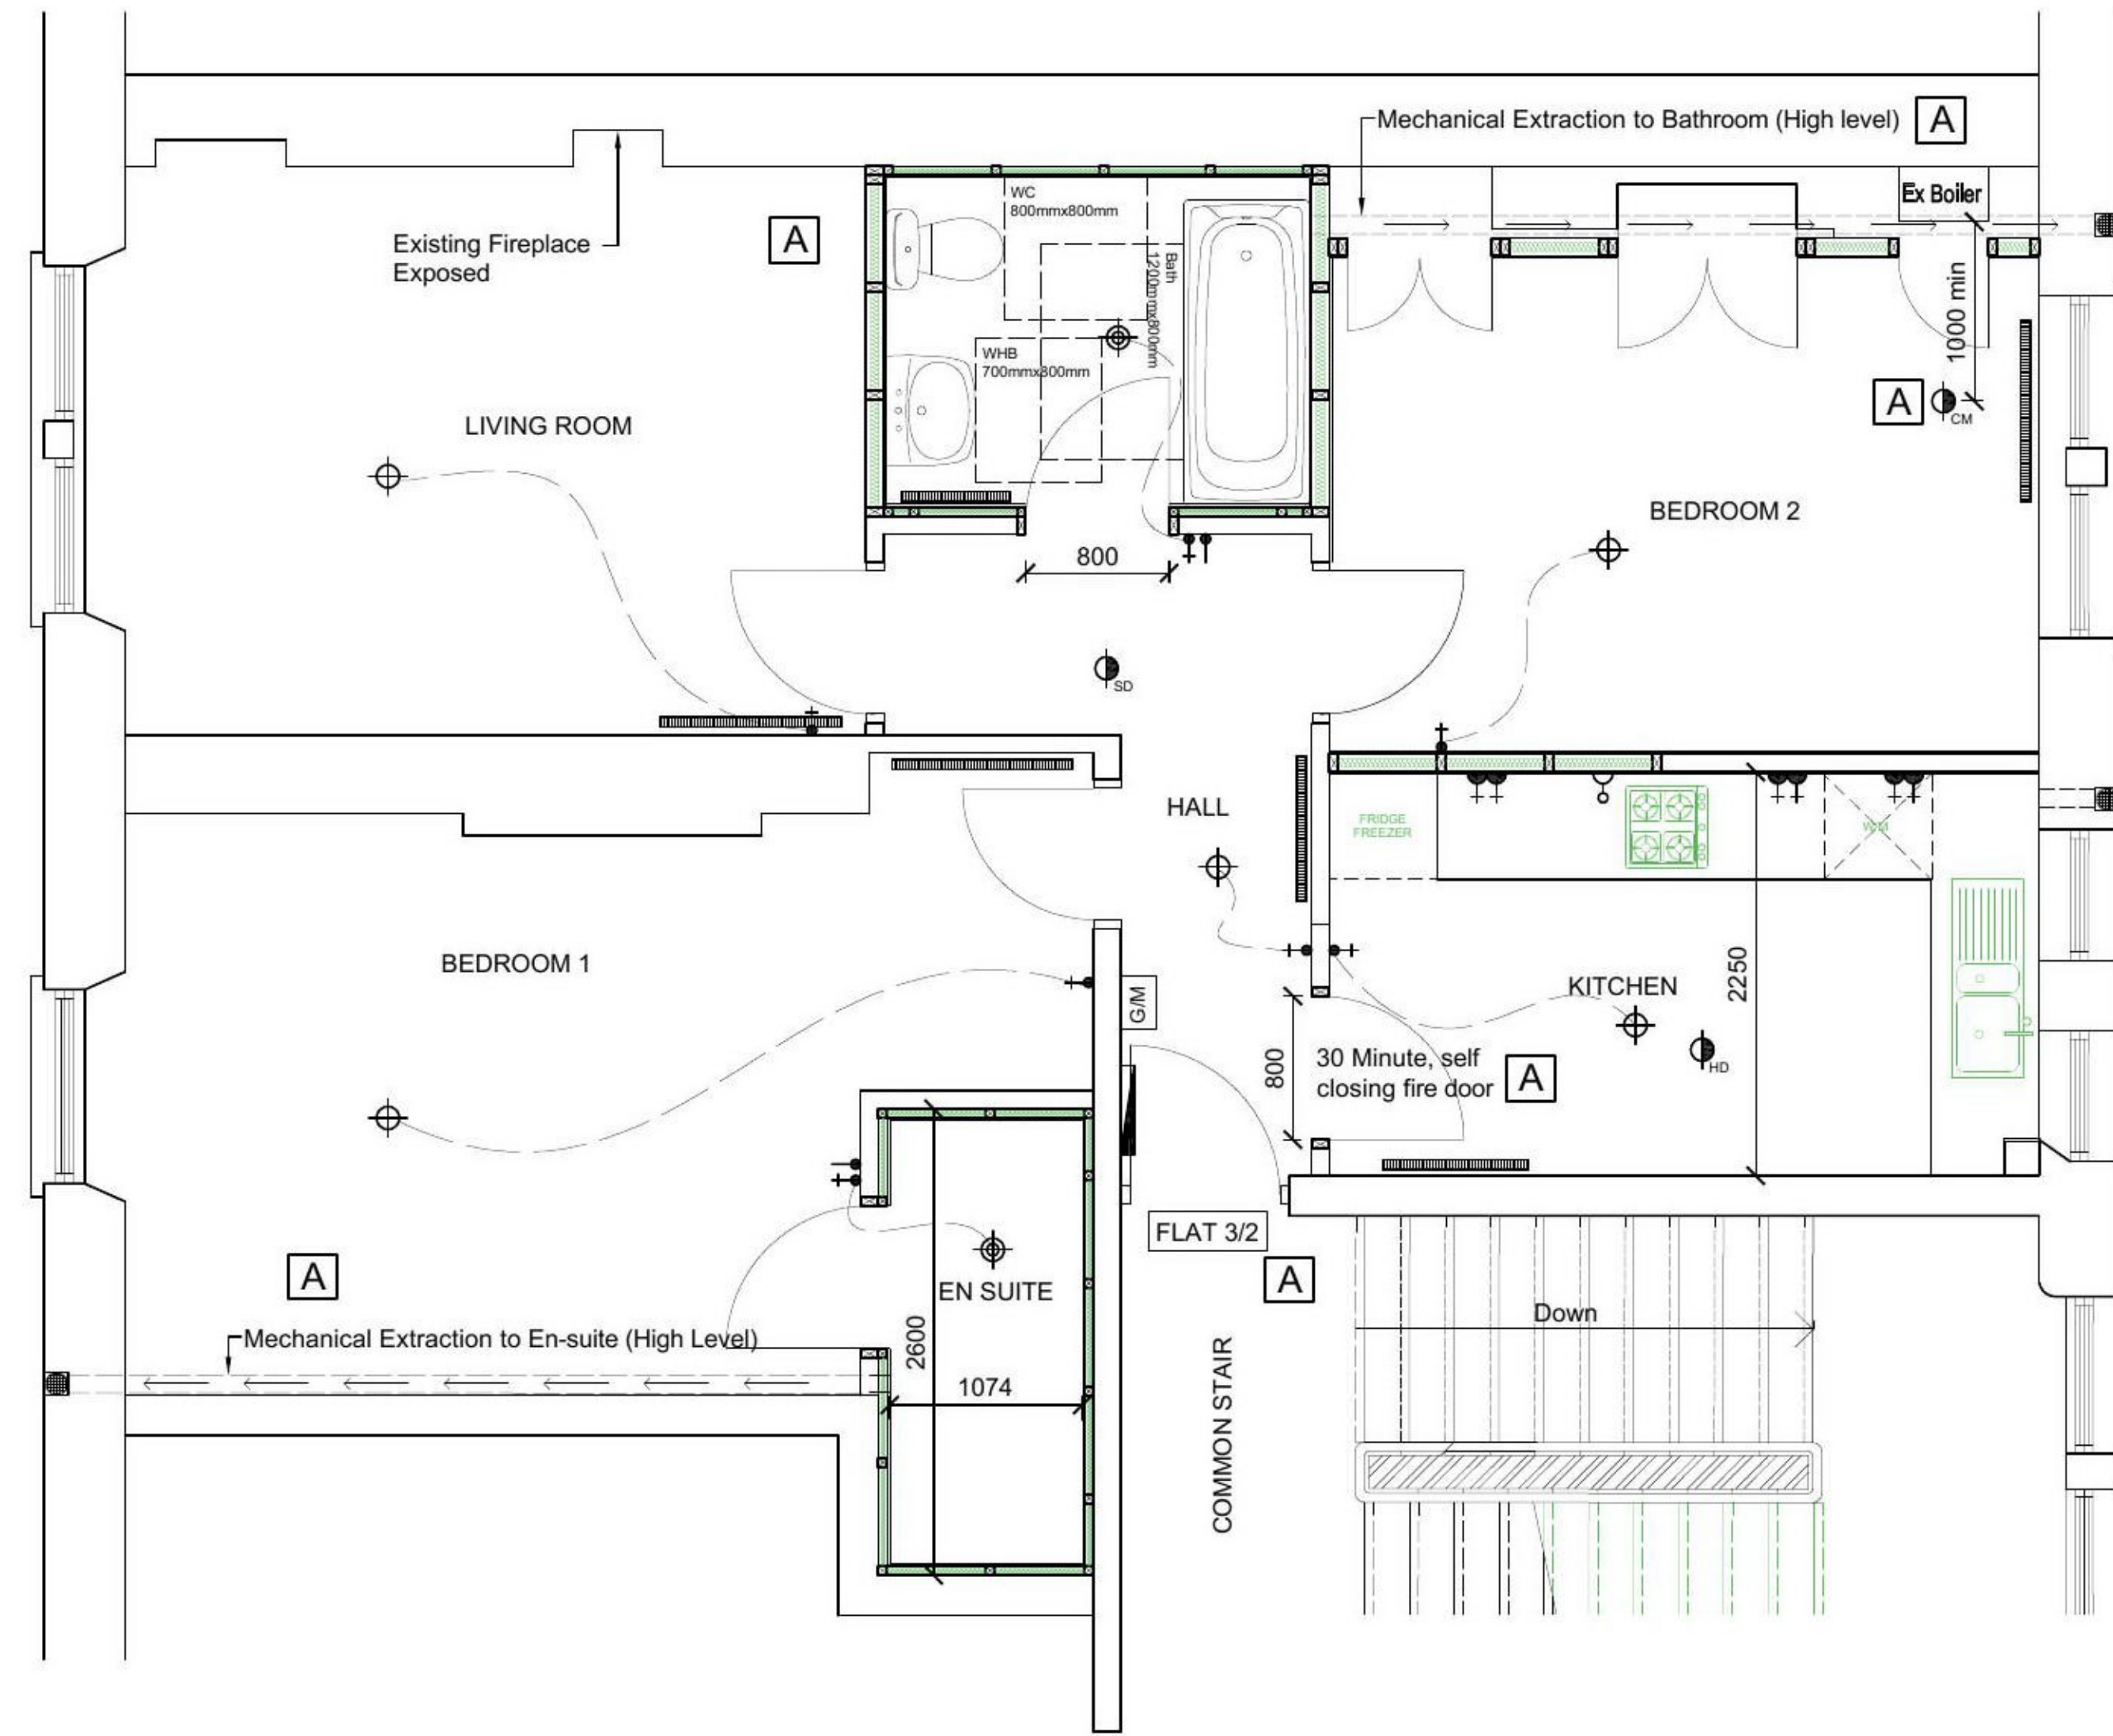 Mechanical Extraction to Bathroom (High level)
A
WC
800mmx800mm
Ex Boiler
Existing Fireplace
Exposed
A
Bath
1200mmx800mm
1000 min
WHB
700mmx800mm
A
CM
LIVING ROOM
BEDROOM 2
800
SD
HALL
FRIDGE
FREEZER
WM
BEDROOM 1
G/M
KITCHEN
2250
800
30 Minute, self
closing fire door
A
HD
FLAT 3/2
A
A
EN SUITE
Down
Mechanical Extraction to En-suite (High Level)
2600
1074
COMMON STAIR